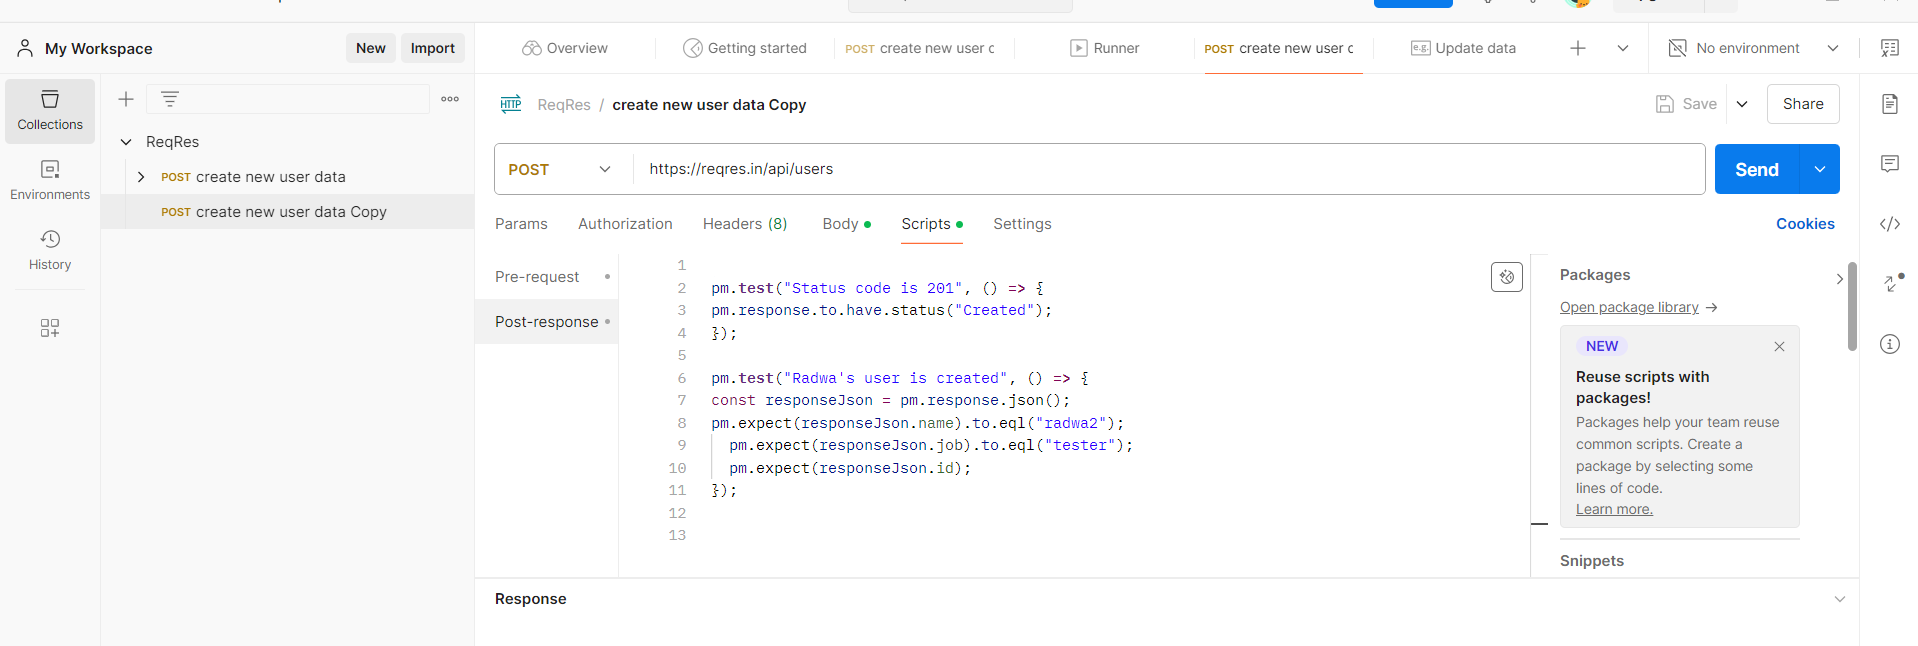 My Workspace
New
Import
Overview
Getting started
POST create new user c
Runner
POST create new user c
e.g. Update data
No environment
Collections
Environments
History
ReqRes
POST create new user data
POST create new user data Copy
HTTP ReqRes / create new user data Copy
Save
Share
POST
https://reqres.in/api/users
Send
Params
Authorization
Headers (8)
Body
Scripts
Settings
Cookies
Pre-request
Post-response
1
2 pm.test("Status code is 201", () => {
3 pm.response.to.have.status("Created");
4 });
5
6 pm.test("Radwa's user is created", () => {
7 const responseJson = pm.response.json();
8 pm.expect(responseJson.name).to.eql("radwa2");
9 pm.expect(responseJson.job).to.eql("tester");
10 pm.expect(responseJson.id);
11 });
12
13
Packages
Open package library →
NEW
Reuse scripts with
packages!
Packages help your team reuse
common scripts. Create a
package by selecting some
lines of code.
Learn more.
Snippets
Response